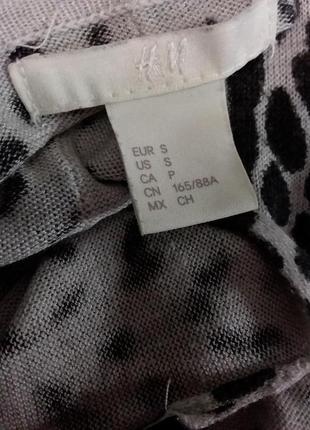 H&M
EUR S
US S
CA P
CN 165/88A
MX CH